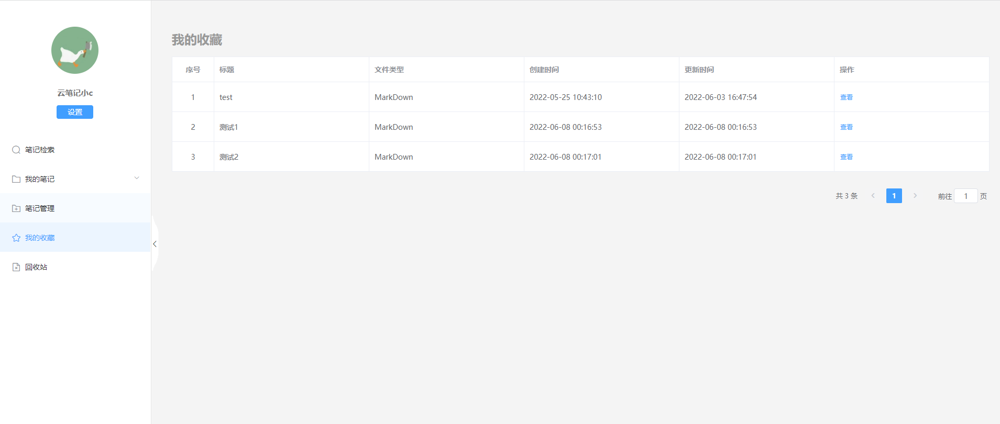 云笔记小c
设置
笔记检索
我的笔记
笔记管理
我的收藏
回收站
我的收藏
序号 标题 文件类型 创建时间 更新时间 操作
1 test MarkDown 2022-05-25 10:43:10 2022-06-03 16:47:54 查看
2 测试1 MarkDown 2022-06-08 00:16:53 2022-06-08 00:16:53 查看
3 测试2 MarkDown 2022-06-08 00:17:01 2022-06-08 00:17:01 查看
共 3 条 1 前往 1 页